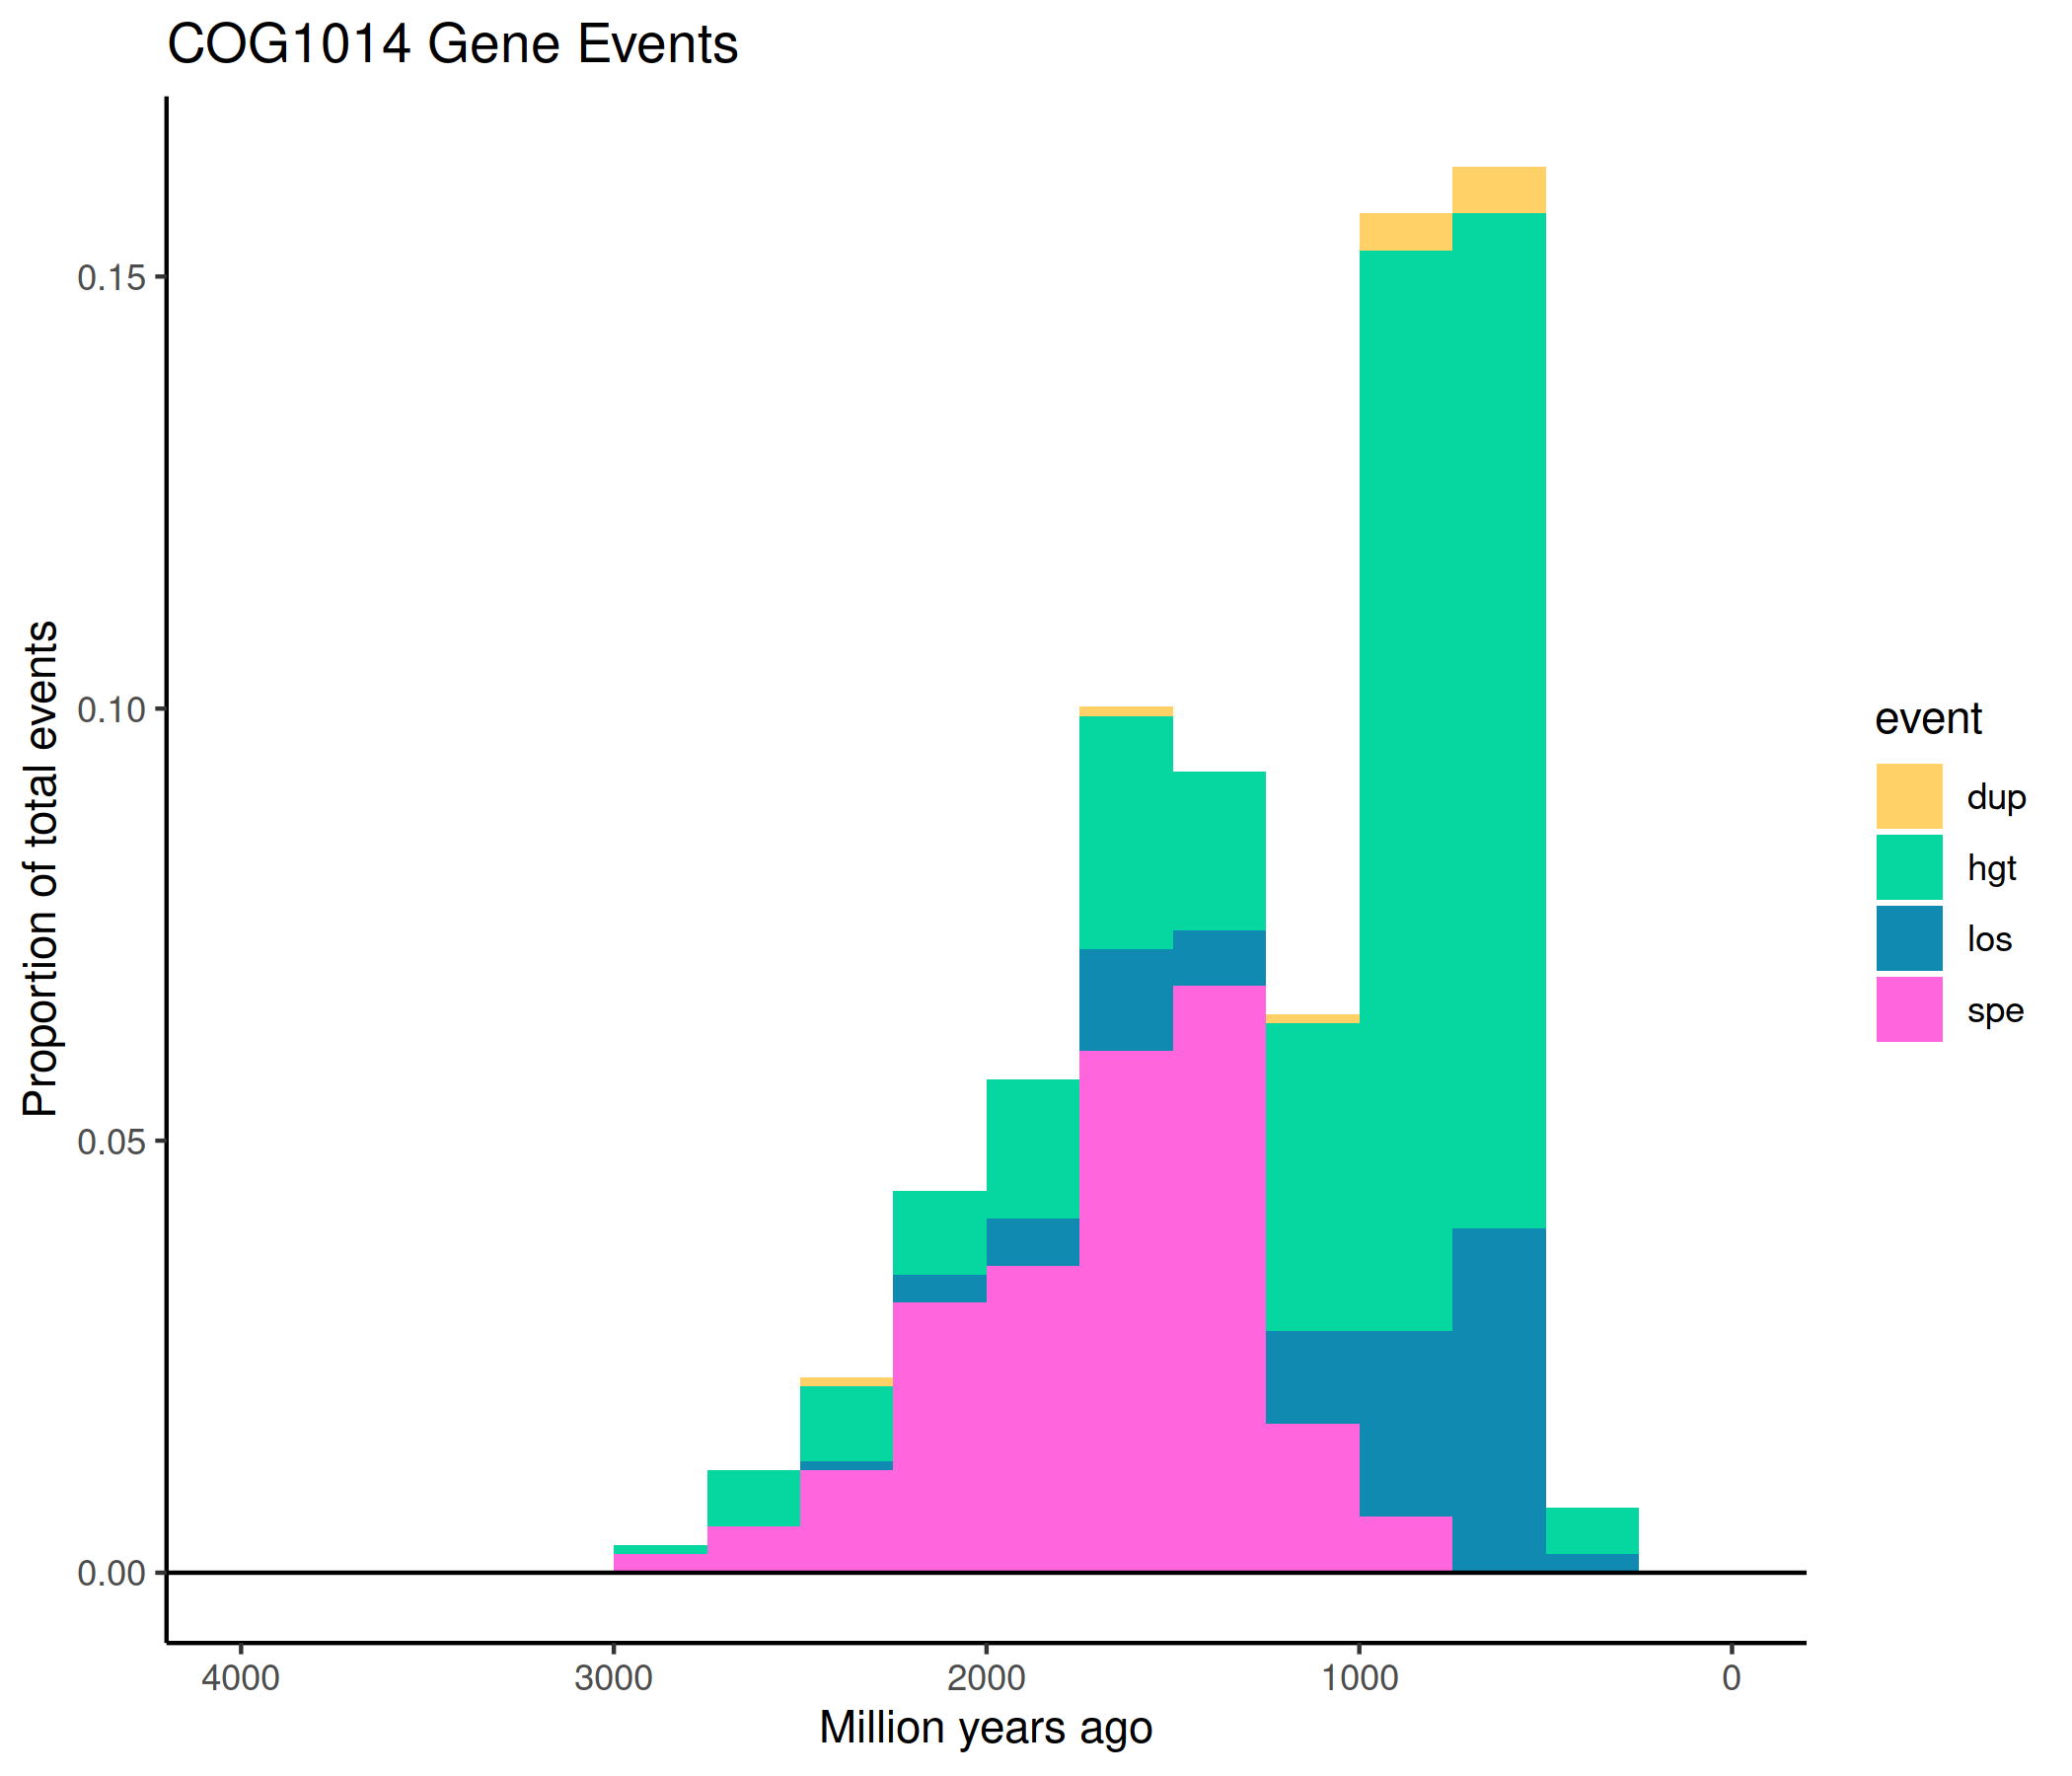 COG1014 Gene Events
Proportion of total events
0.15
0.10
0.05
0.00
4000 3000 2000 1000 0
Million years ago
event
dup
hgt
los
spe